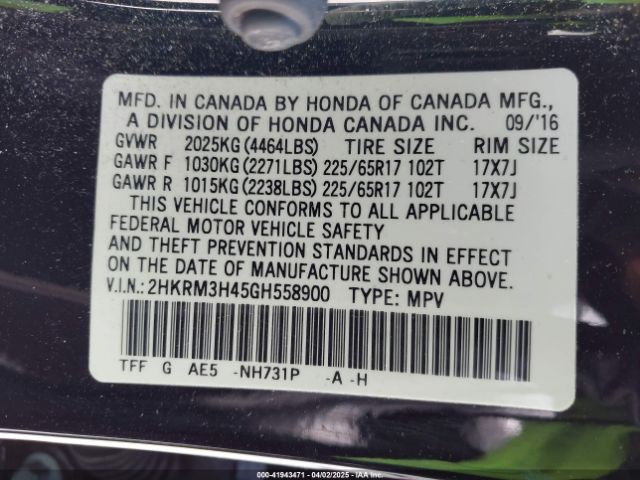 MFD. IN CANADA BY HONDA OF CANADA MFG.,
A DIVISION OF HONDA CANADA INC. 09/'16
GVWR 2025KG(4464LBS) TIRE SIZE RIM SIZE
GAWR F 1030KG(2271LBS) 225/65R17 102T 17X7J
GAWR R 1015KG(2238LBS) 225/65R17 102T 17X7J
THIS VEHICLE CONFORMS TO ALL APPLICABLE
FEDERAL MOTOR VEHICLE SAFETY
AND THEFT PREVENTION STANDARDS IN EFFECT
ON THE DATE OF MANUFACTURE SHOWN ABOVE.
V.I.N.: 2HKRM3H45GH558900 TYPE: MPV
TFF G AE5 -NH731P -A -H
000-41943471 - 04/02/2025 - www.iaai.com